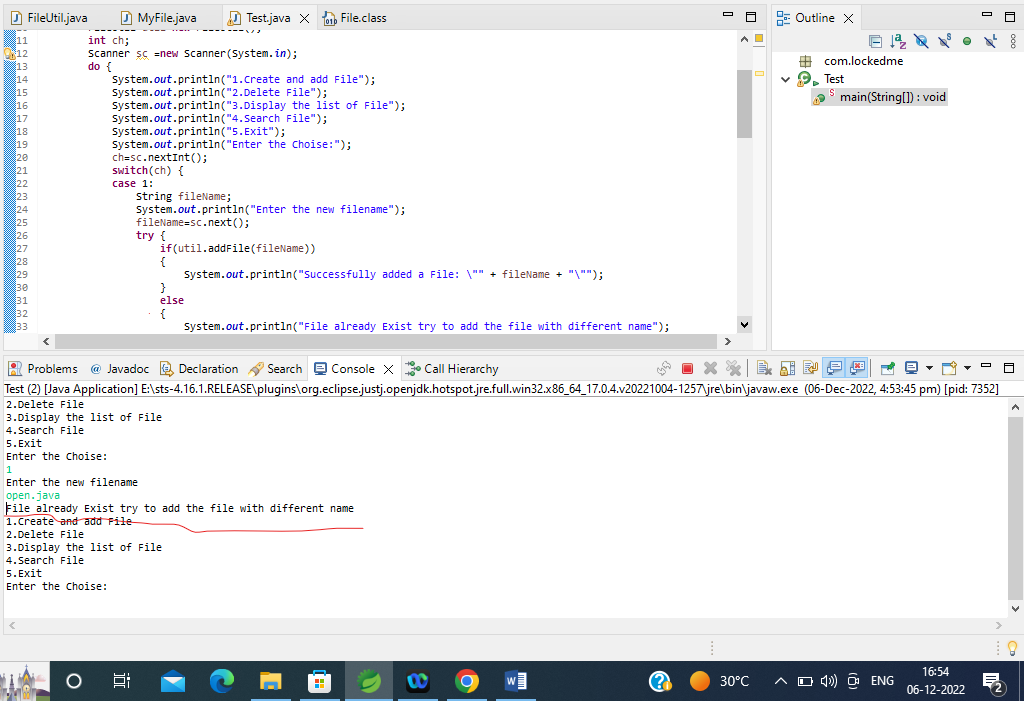 FileUtil.java MyFile.java Test.java File.class
11 int ch;
12 Scanner sc =new Scanner(System.in);
13 do {
14 System.out.println("1.Create and add File");
15 System.out.println("2.Delete File");
16 System.out.println("3.Display the list of File");
17 System.out.println("4.Search File");
18 System.out.println("5.Exit");
19 System.out.println("Enter the Choise:");
20 ch=sc.nextInt();
21 switch(ch) {
22 case 1:
23 String fileName;
24 System.out.println("Enter the new filename");
25 fileName=sc.next();
26 try {
27 if(util.addFile(fileName))
28 {
29 System.out.println("Successfully added a File: \"" + fileName + "\"");
30 }
31 else
32 {
33 System.out.println("File already Exist try to add the file with different name");
Outline
com.lockedme
Test
main(String[]) : void
Problems @ Javadoc Declaration Search Console Call Hierarchy
Test (2) [Java Application] E:\sts-4.16.1.RELEASE\plugins\org.eclipse.justj.openjdk.hotspot.jre.full.win32.x86_64_17.0.4.v20221004-1257\jre\bin\javaw.exe (06-Dec-2022, 4:53:45 pm) [pid: 7352]
2.Delete File
3.Display the list of File
4.Search File
5.Exit
Enter the Choise:
1
Enter the new filename
open.java
File already Exist try to add the file with different name
1.Create and add File
2.Delete File
3.Display the list of File
4.Search File
5.Exit
Enter the Choise:
30°C
ENG
16:54
06-12-2022
2